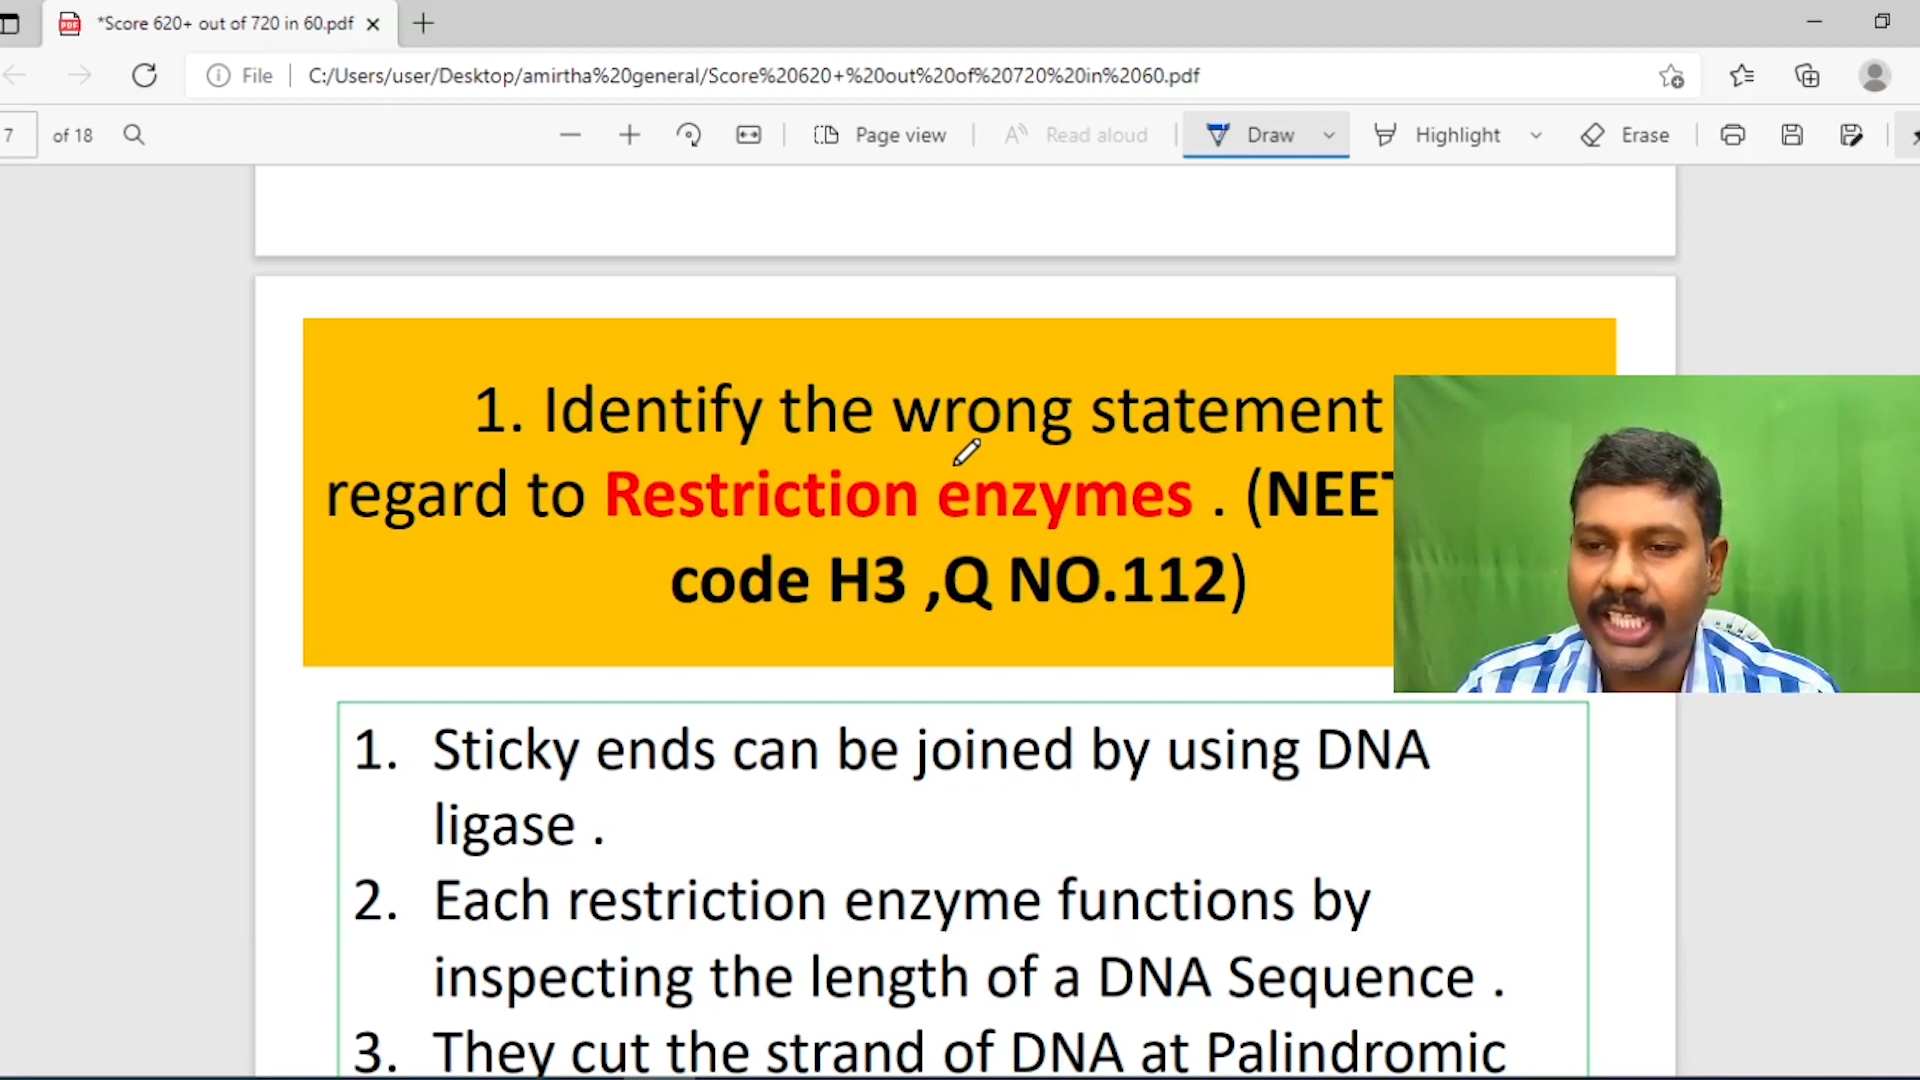 *Score 620+ out of 720 in 60.pdf
File
C:/Users/user/Desktop/amirtha%20general/Score%20620+%20out%20of%20720%20in%2060.pdf
7 of 18
Page view
Read aloud
Draw
Highlight
Erase
1. Identify the wrong statement
regard to Restriction enzymes . (NEET
code H3 ,Q NO.112)
1. Sticky ends can be joined by using DNA
ligase .
2. Each restriction enzyme functions by
inspecting the length of a DNA Sequence .
3. They cut the strand of DNA at Palindromic